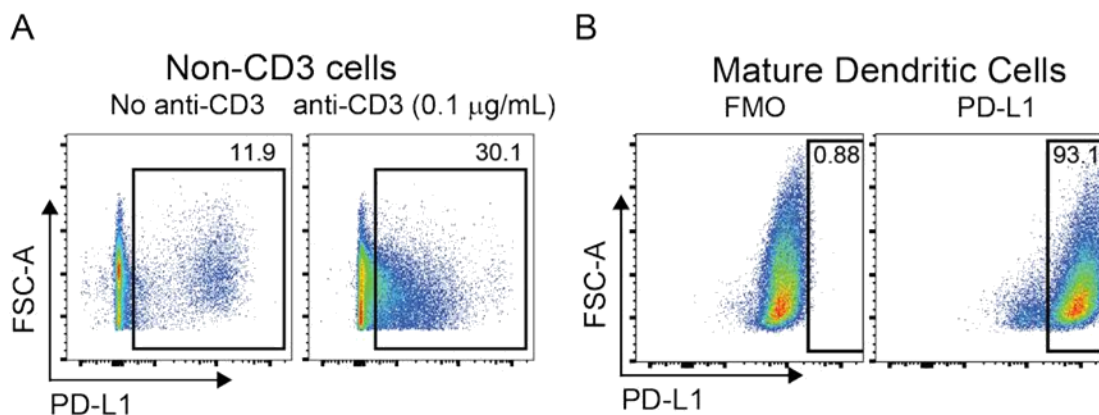 A
Non-CD3 cells
No anti-CD3
anti-CD3 (0.1 μg/mL)
11.9
30.1
FSC-A
PD-L1
B
Mature Dendritic Cells
FMO
PD-L1
0.88
93.1
FSC-A
PD-L1